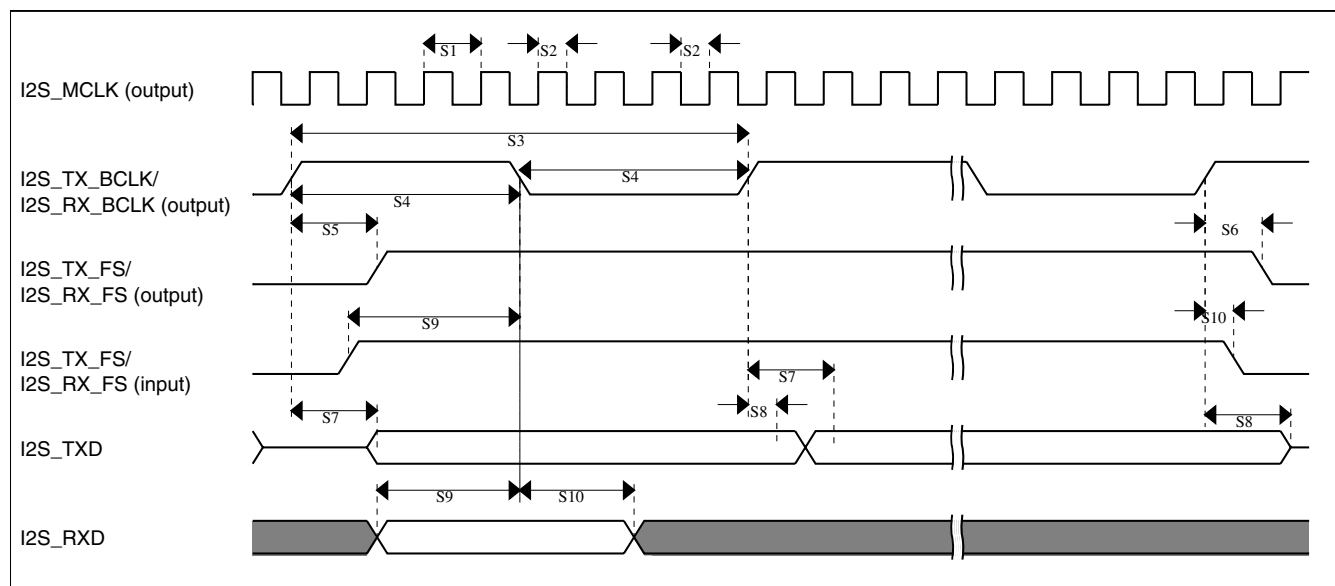 S1
S2
S2
I2S_MCLK (output)
S3
I2S_TX_BCLK/
I2S_RX_BCLK (output)
S4
S4
S5
S6
I2S_TX_FS/
I2S_RX_FS (output)
S9
S10
I2S_TX_FS/
I2S_RX_FS (input)
S7
S7
S8
S8
I2S_TXD
S9
S10
I2S_RXD